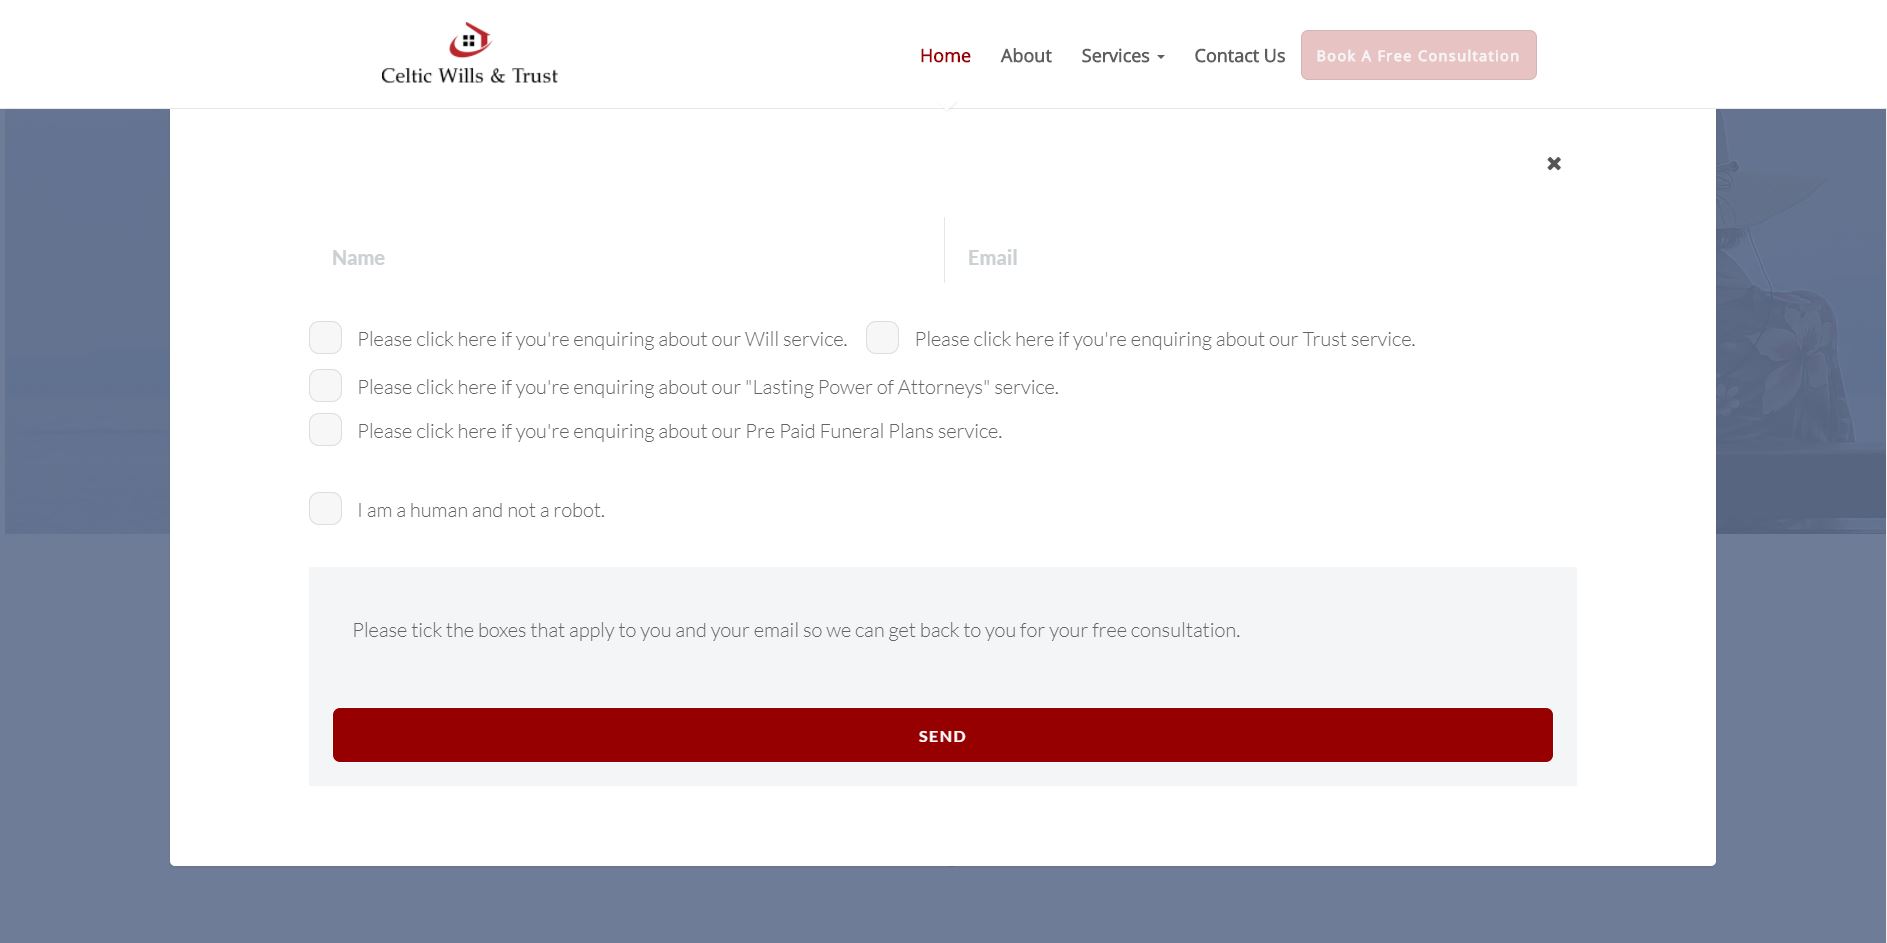 Celtic Wills & Trust
Home About Services Contact Us Book A Free Consultation
Name Email
Please click here if you're enquiring about our Will service. Please click here if you're enquiring about our Trust service.
Please click here if you're enquiring about our "Lasting Power of Attorneys" service.
Please click here if you're enquiring about our Pre Paid Funeral Plans service.
I am a human and not a robot.
Please tick the boxes that apply to you and your email so we can get back to you for your free consultation.
SEND